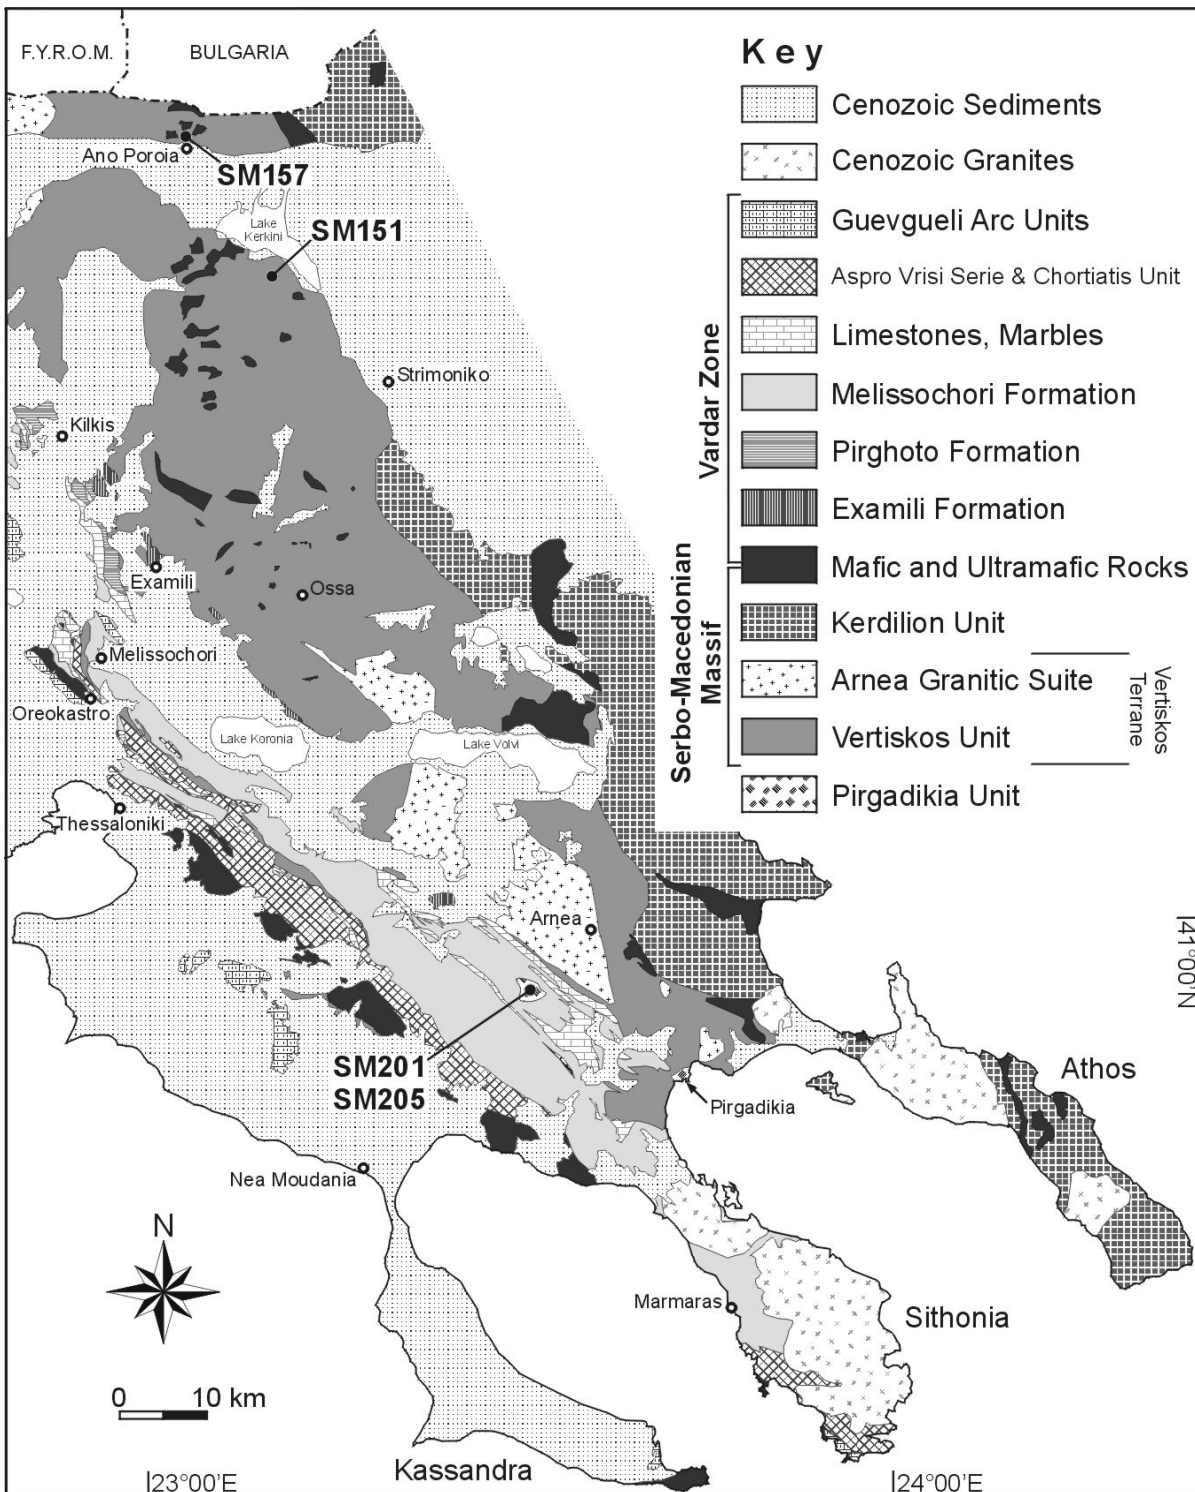 F.Y.R.O.M.
BULGARIA
Key
Cenozoic Sediments
Cenozoic Granites
Guevgueli Arc Units
Aspro Vrisi Serie & Chortiatis Unit
Limestones, Marbles
Melissochori Formation
Pirghoto Formation
Examili Formation
Mafic and Ultramafic Rocks
Kerdilion Unit
Arnea Granitic Suite
Vertiskos Unit
Pirgadikia Unit
Vardar Zone
Serbo-Macedonian
Massif
Vertiskos
Terrane
Ano Poroia
SM157
Lake
Kerkini
SM151
Strimoniko
Kilkis
Examili
Ossa
Melissochori
Oreokastro
Lake Koronia
Lake Volvi
Thessaloniki
Arnea
41°00'N
SM201
SM205
Athos
Pirgadikia
Nea Moudania
N
Marmaras
Sithonia
0 10 km
Kassandra
23°00'E
24°00'E